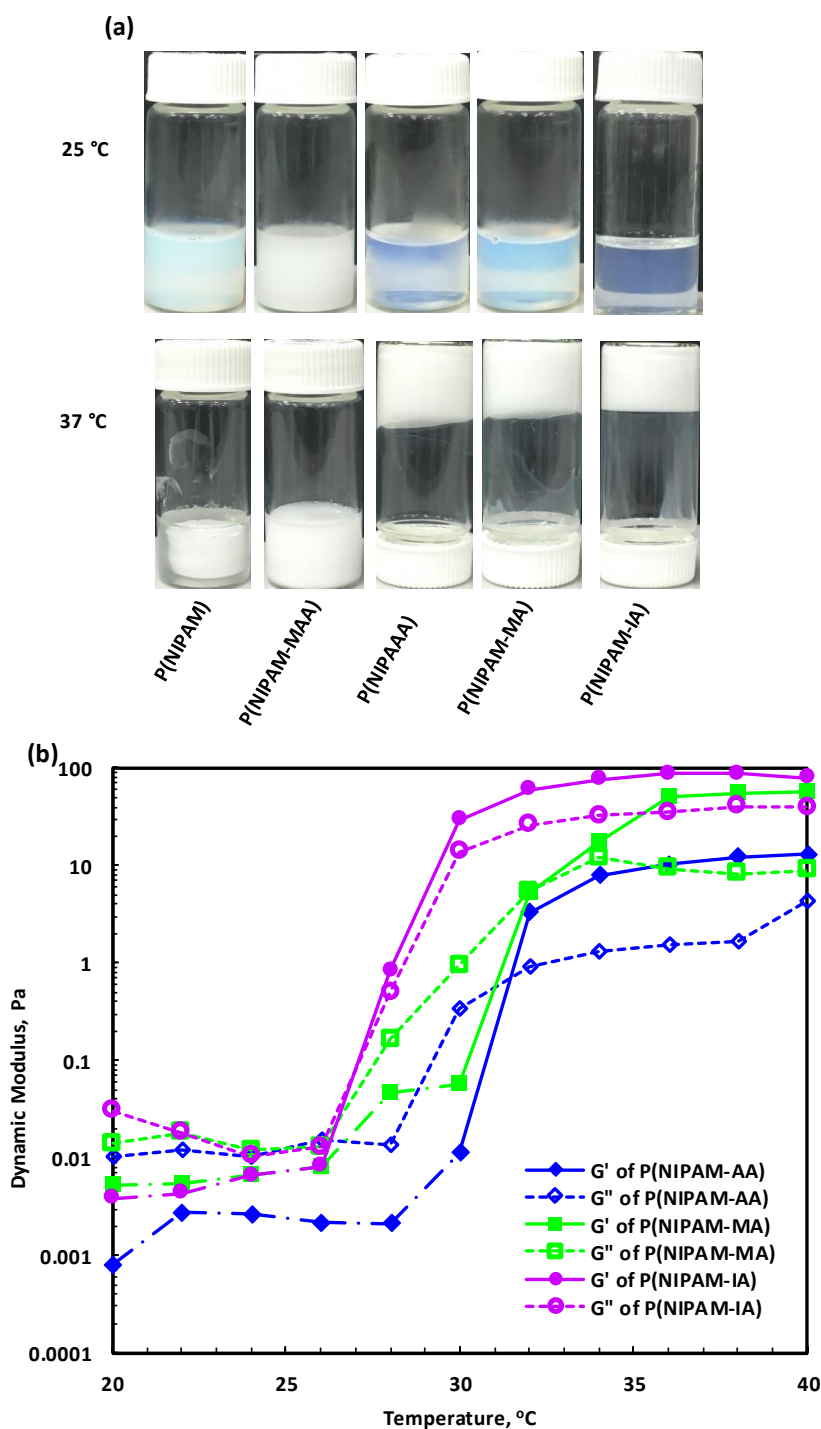 (a)
25 °C
37 °C
P(NIPAM)
P(NIPAM-MAA)
P(NIPAAA)
P(NIPAM-MA)
P(NIPAM-IA)
(b)
100
10
1
0.1
0.01
0.001
0.0001
Dynamic Modulus, Pa
G' of P(NIPAM-AA)
G" of P(NIPAM-AA)
G' of P(NIPAM-MA)
G" of P(NIPAM-MA)
G' of P(NIPAM-IA)
G" of P(NIPAM-IA)
20 25 30 35 40
Temperature, °C